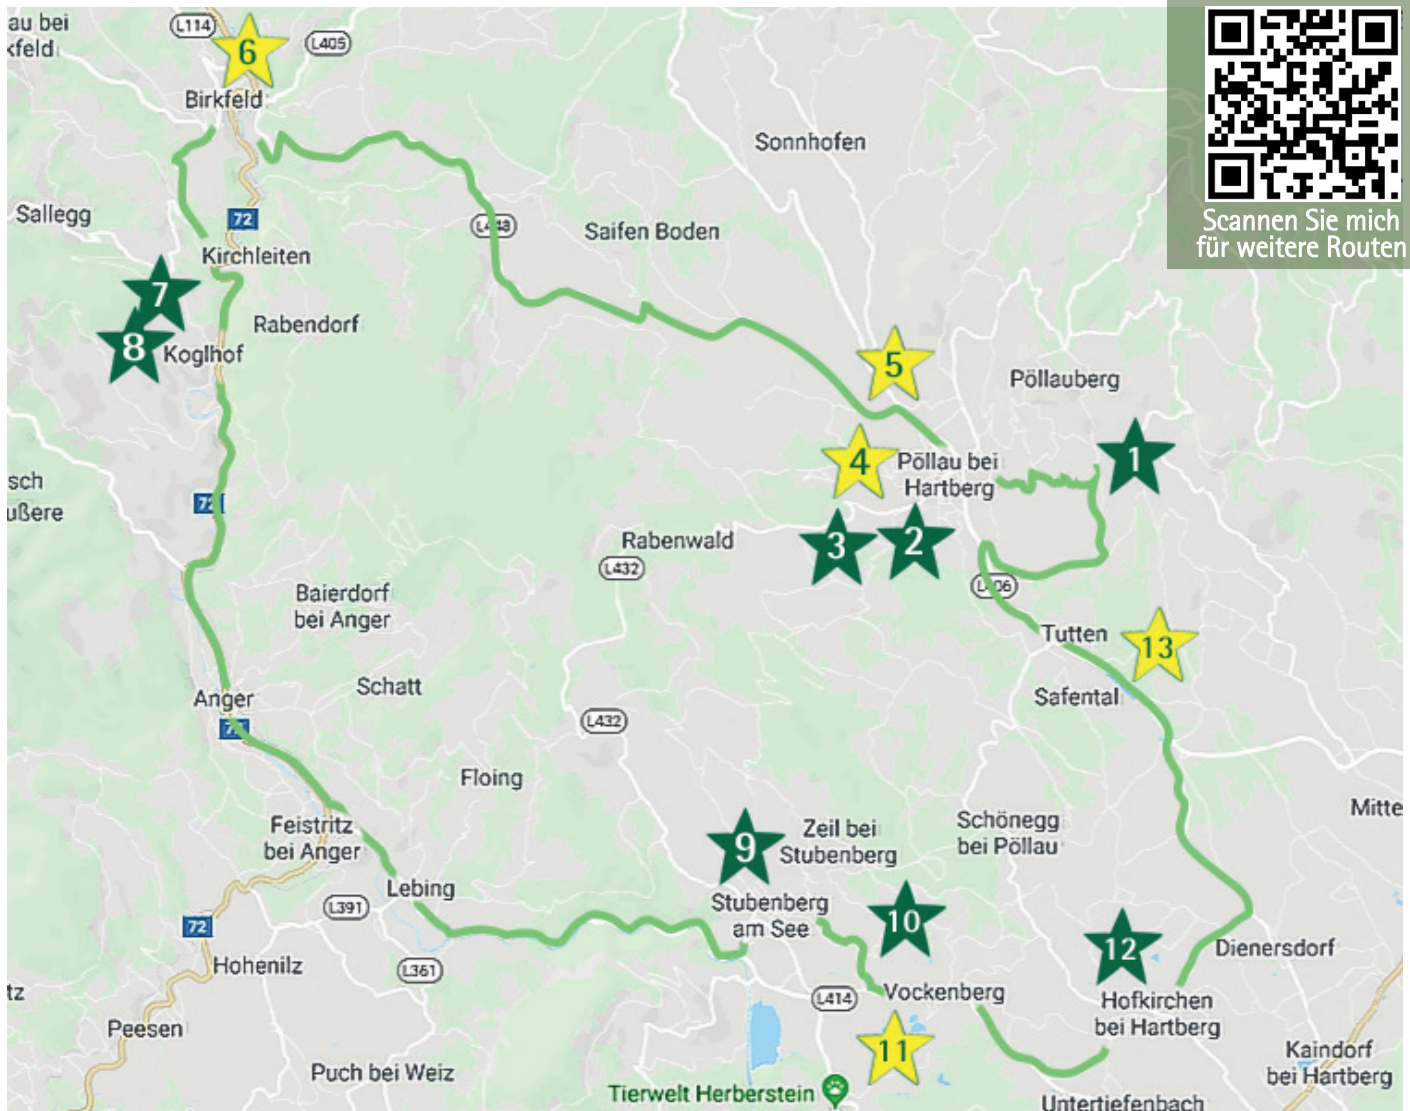 au bei
kfeld
L114
6
L405
Birkfeld
Sonnhofen
Scannen Sie mich
für weitere Routen
Sallegg
72
L448
Saifen Boden
Kirchleiten
7
Rabendorf
8
Koglhof
5
Pöllauberg
4
Pöllau bei
Hartberg
1
sch
ußere
72
Rabenwald
3
2
L432
L406
Baierdorf
bei Anger
Tutten
13
Schatt
Safental
Anger
72
L432
Floing
Mitte
Feistritz
bei Anger
9
Zeil bei
Stubenberg
Schönegg
bei Pöllau
Lebing
L391
Stubenberg
am See
10
72
12
Dienersdorf
Hohenilz
L361
tz
L414
Vockenberg
Hofkirchen
bei Hartberg
Peesen
11
Kaindorf
bei Hartberg
Puch bei Weiz
Tierwelt Herberstein
Untertiefenbach